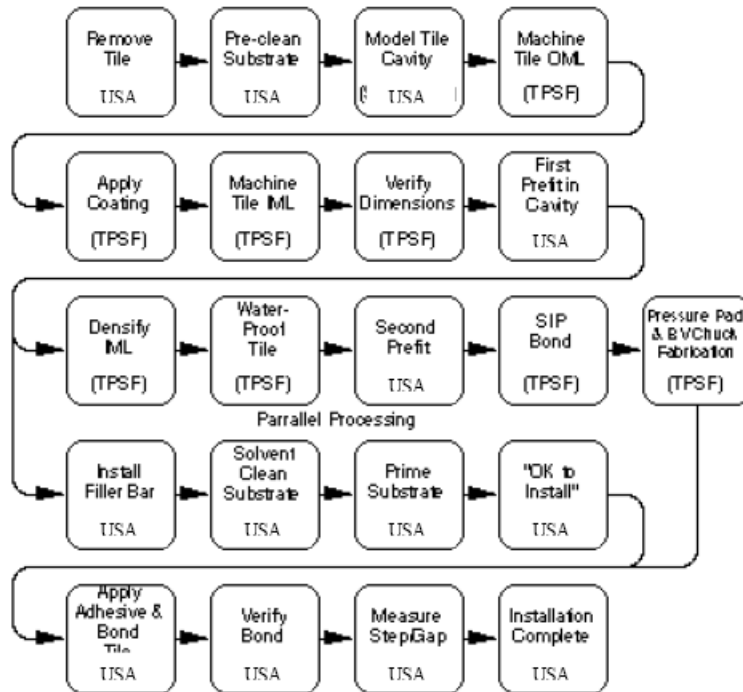 Remove
Tile
USA
Pre-clean
Substrate
USA
Model Tile
Cavity
USA
Machine
Tile OML
(TPSF)
Apply
Coating
(TPSF)
Machine
Tile IML
(TPSF)
Verify
Dimensions
(TPSF)
First
Prefit in
Cavity
USA
Densify
IML
(TPSF)
Water-
Proof
Tile
(TPSF)
Second
Prefit
USA
SIP
Bond
(TPSF)
Pressure Pad
& BV Chuck
Fabrication
(TPSF)
Parrallel Processing
Install
Filler Bar
USA
Solvent
Clean
Substrate
USA
Prime
Substrate
USA
"OK to
Install"
USA
Apply
Adhesive &
Bond
Tile
USA
Verify
Bond
USA
Measure
Step/Gap
USA
Installation
Complete
USA